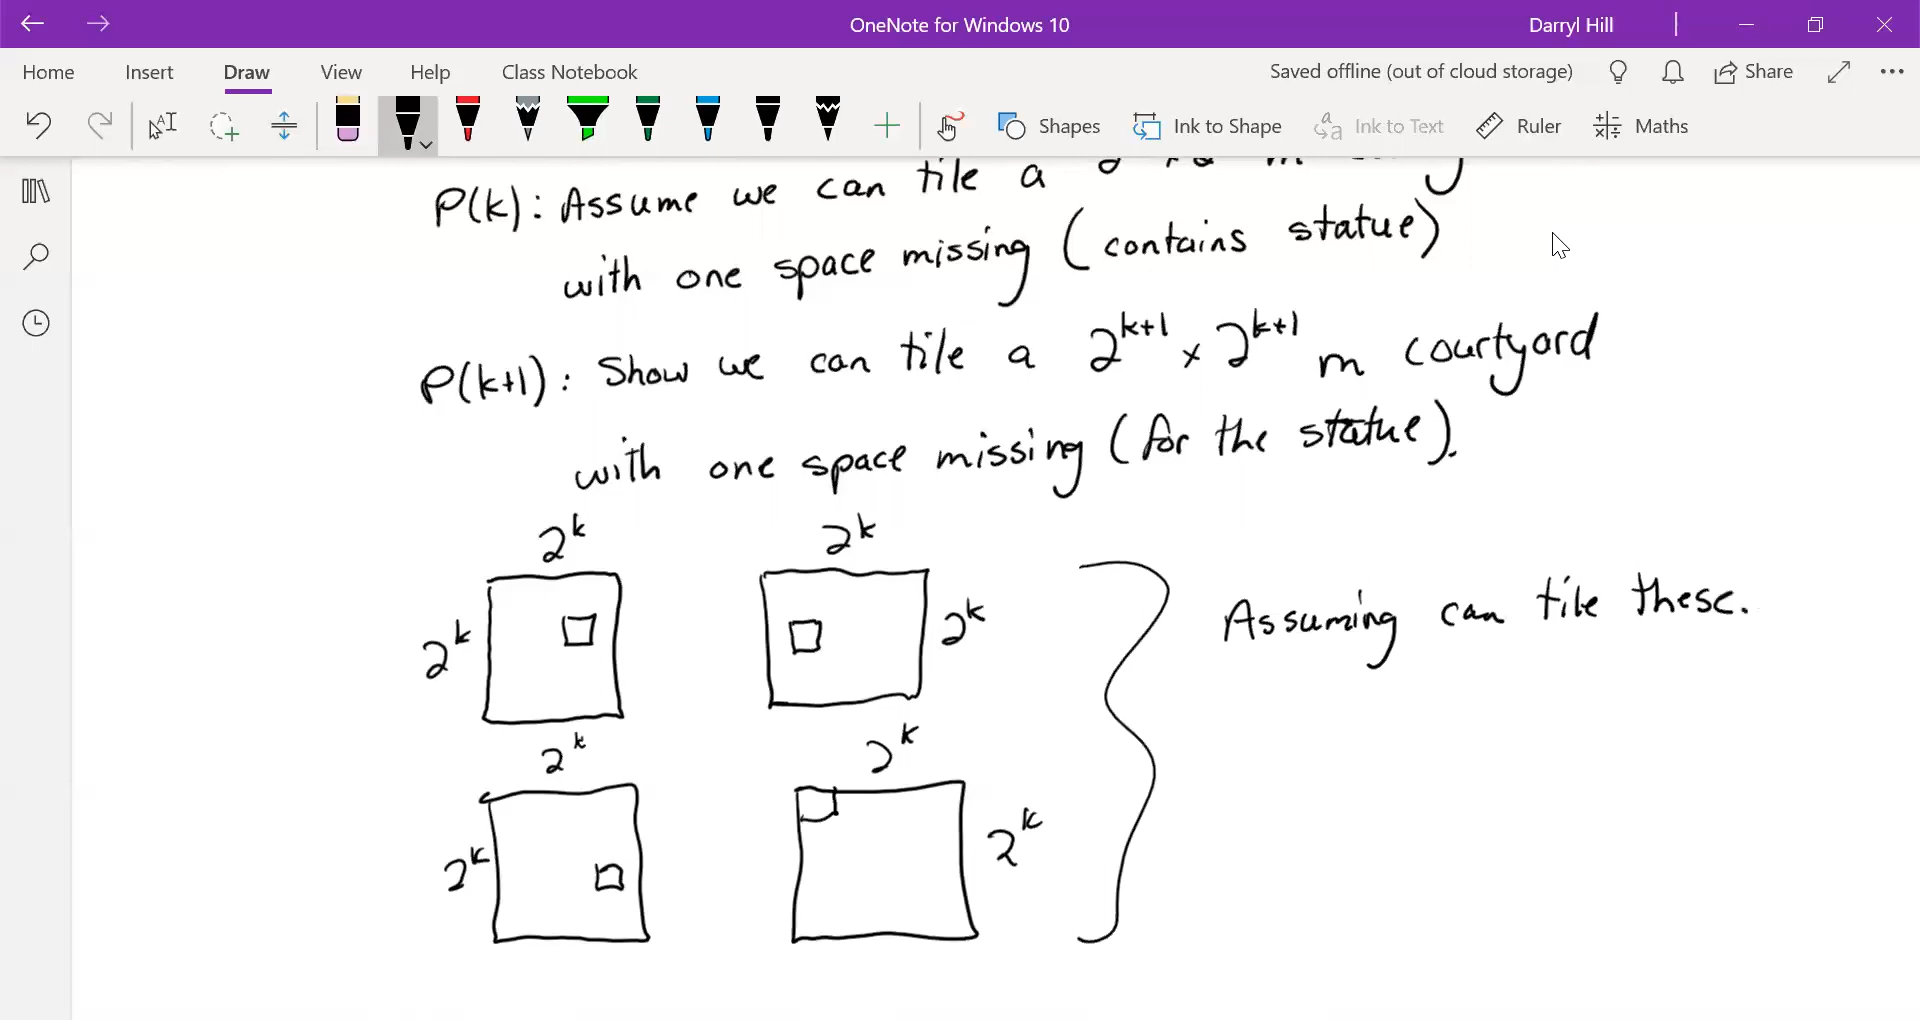 OneNote for Windows 10
Darryl Hill
Home Insert Draw View Help Class Notebook
Saved offline (out of cloud storage) Share
Shapes Ink to Shape Ink to Text Ruler Maths
P(k): Assume we can tile a
with one space missing (contains statue)
P(k+1): Show we can tile a 2^{k+1} x 2^{k+1} m courtyard
with one space missing (for the statue).
2^k 2^k
2^k 2^k
Assuming can tile these.
2^k 2^k
2^k 2^k